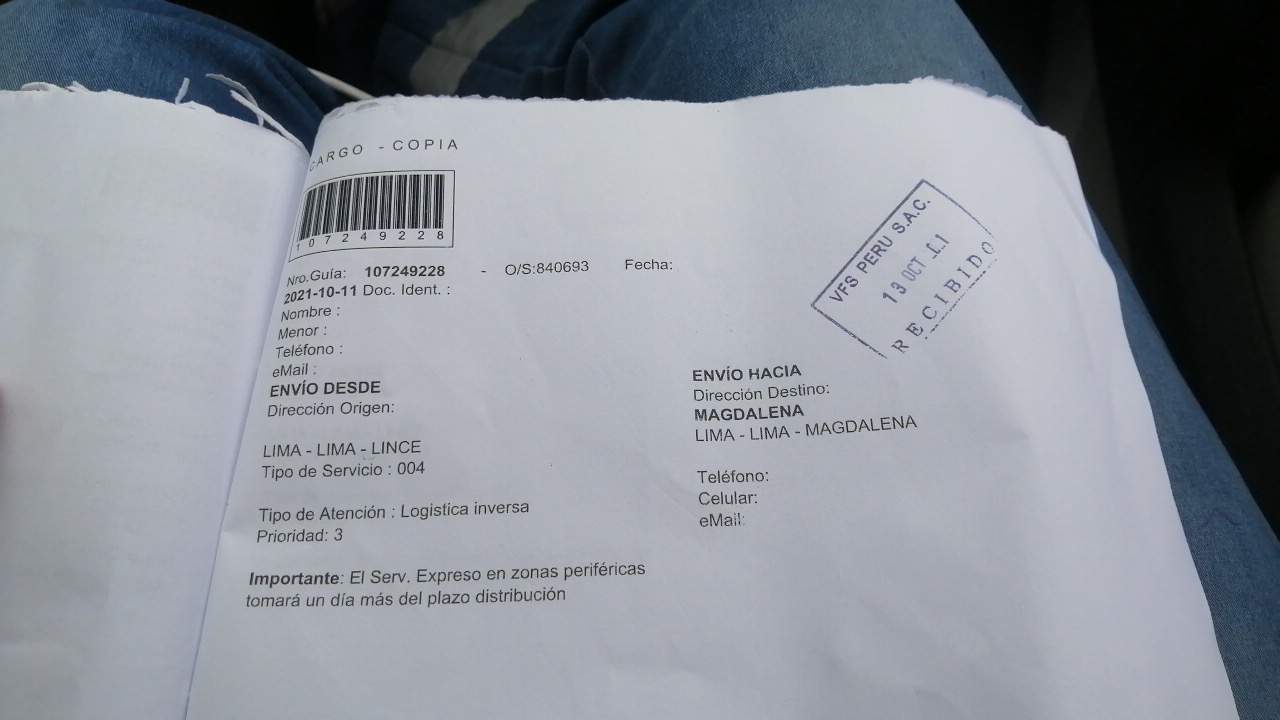 CARGO - COPIA
107249228
Nro.Guía: 107249228 - O/S:840693 Fecha:
2021-10-11 Doc. Ident. :
Nombre :
Menor :
Teléfono :
eMail :
ENVÍO DESDE
Dirección Origen:
LIMA - LIMA - LINCE
Tipo de Servicio : 004
Tipo de Atención : Logistica inversa
Prioridad: 3
Importante: El Serv. Expreso en zonas periféricas
tomará un día más del plazo distribución
VFS PERU S.A.C.
13 OCT
RECIBIDO
ENVÍO HACIA
Dirección Destino:
MAGDALENA
LIMA - LIMA - MAGDALENA
Teléfono:
Celular:
eMail: